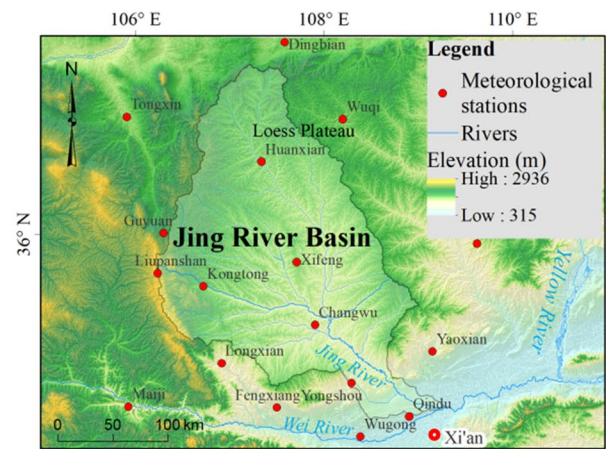 106° E
108° E
110° E
Dingbian
Legend
N
Meteorological
stations
Tongxin
Wuqi
Loess Plateau
Rivers
Huanxian
Elevation (m)
High : 2936
Low : 315
Guyuan
36° N
Jing River Basin
Liupanshan
Xifeng
Kongtong
Yellow River
Changwu
Yaoxian
Longxian
Jing River
Maiji
Fengxiang
Yongshou
Qindu
Wei River
Wugong
Xi'an
0 50 100 km